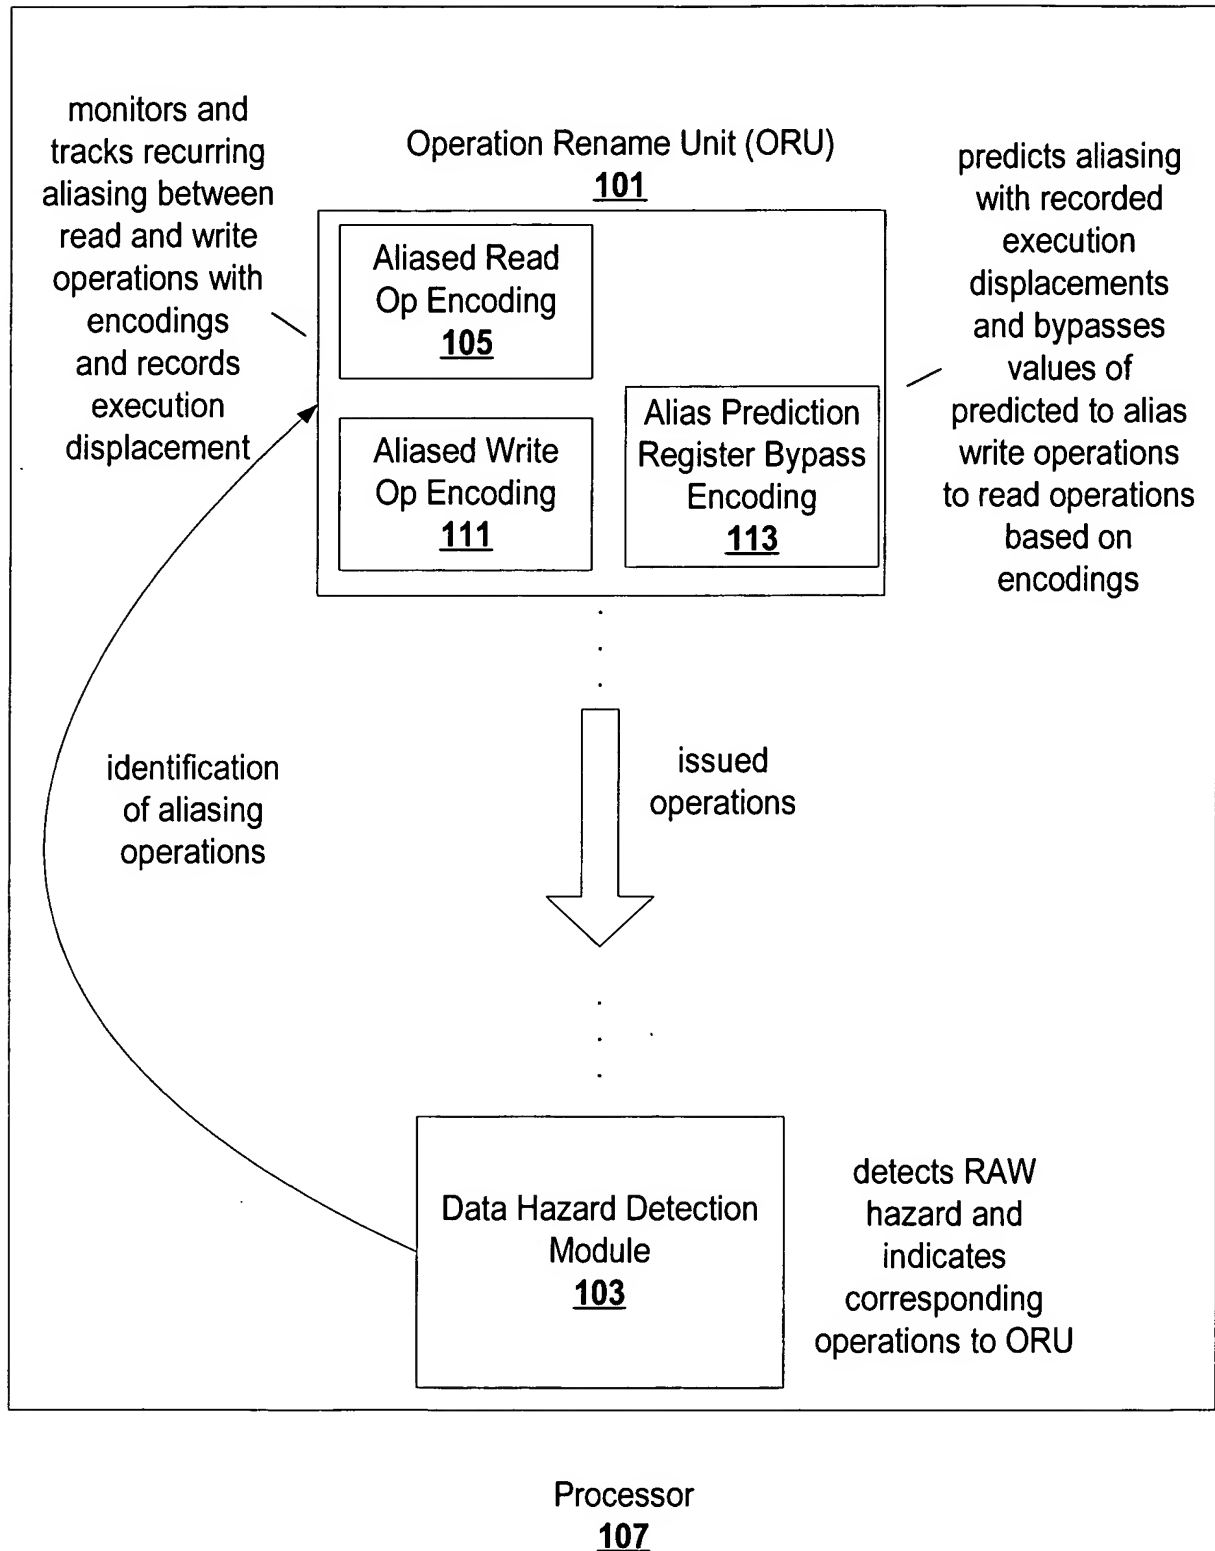 monitors and
tracks recurring
aliasing between
read and write
operations with
encodings
and records
execution
displacement
Operation Rename Unit (ORU)
101
Aliased Read
Op Encoding
105
Aliased Write
Op Encoding
111
Alias Prediction
Register Bypass
Encoding
113
predicts aliasing
with recorded
execution
displacements
and bypasses
values of
predicted to alias
write operations
to read operations
based on
encodings
identification
of aliasing
operations
issued
operations
Data Hazard Detection
Module
103
detects RAW
hazard and
indicates
corresponding
operations to ORU
Processor
107